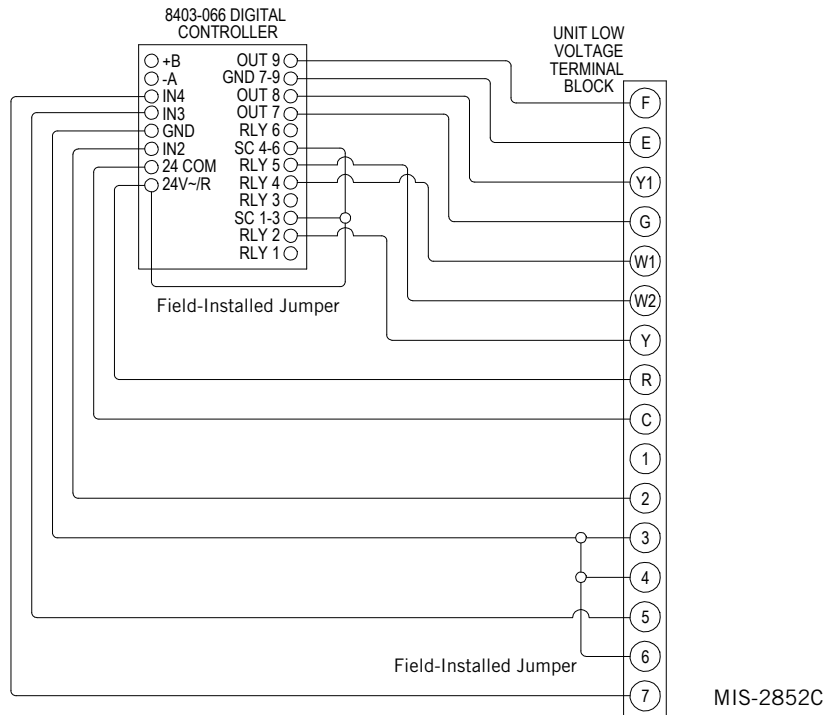 8403-066 DIGITAL
CONTROLLER
+B
-A
IN4
IN3
GND
IN2
24 COM
24V~/R
OUT 9
GND 7-9
OUT 8
OUT 7
RLY 6
SC 4-6
RLY 5
RLY 4
RLY 3
SC 1-3
RLY 2
RLY 1
Field-Installed Jumper
UNIT LOW
VOLTAGE
TERMINAL
BLOCK
F
E
Y1
G
W1
W2
Y
R
C
1
2
3
4
5
6
7
Field-Installed Jumper
MIS-2852C